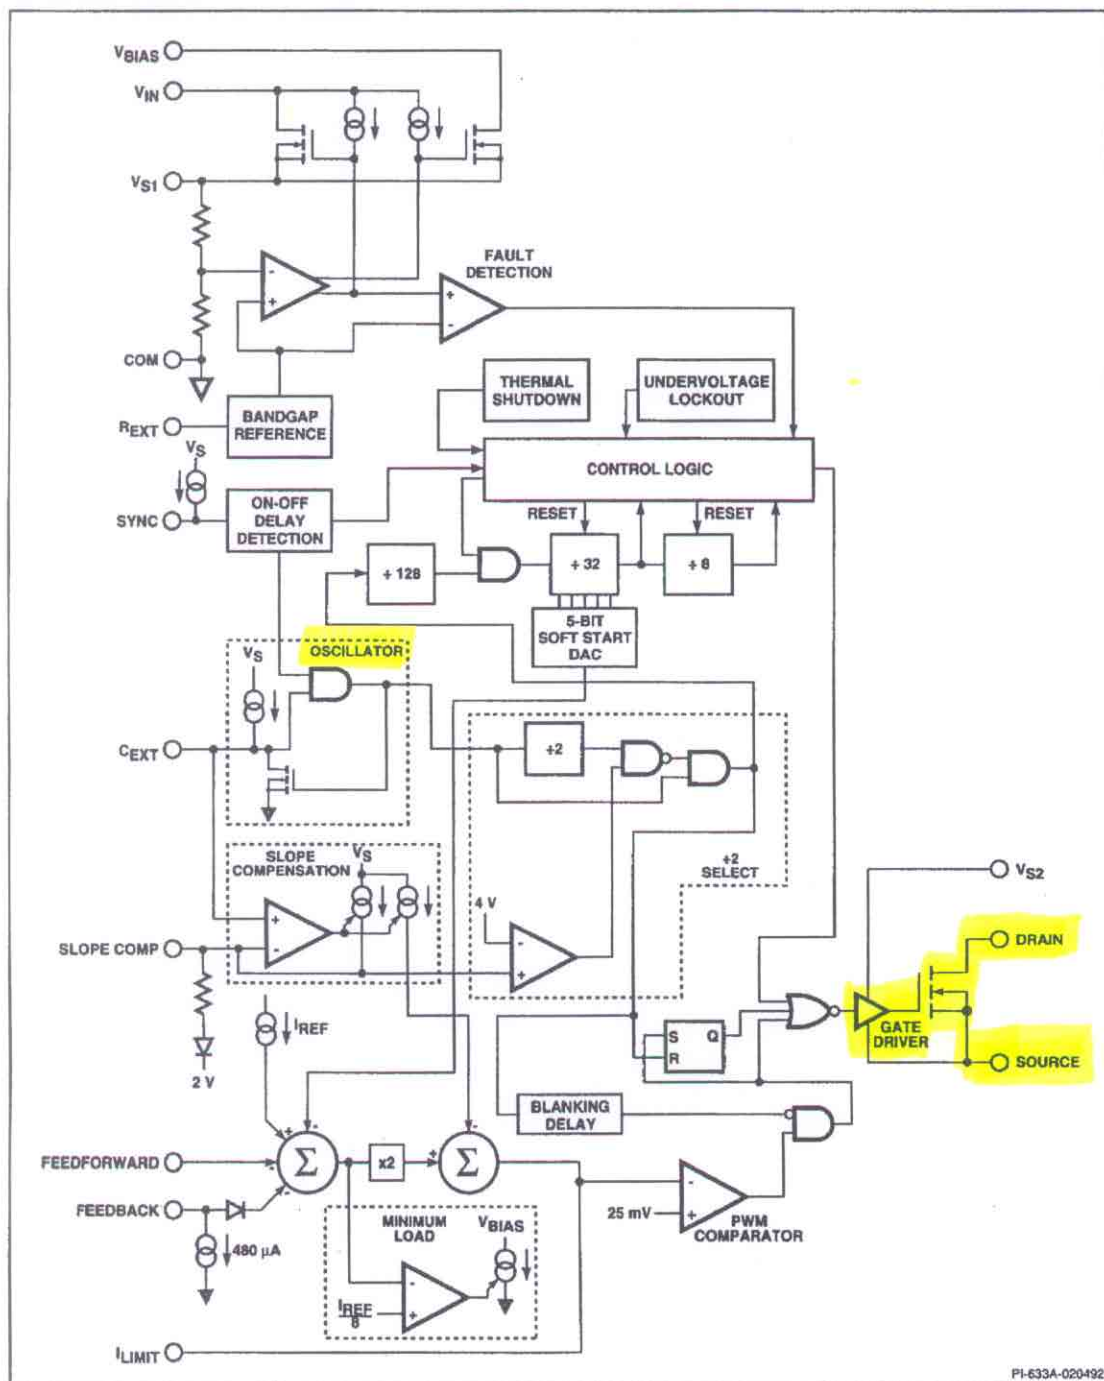 VBIAS
VIN
VS1
FAULT
DETECTION
-
+
+
-
COM
THERMAL
SHUTDOWN
UNDERVOLTAGE
LOCKOUT
REXT
BANDGAP
REFERENCE
VS
CONTROL LOGIC
SYNC
ON-OFF
DELAY
DETECTION
RESET
RESET
÷ 128
÷ 32
÷ 8
5-BIT
SOFT START
DAC
OSCILLATOR
VS
CEXT
÷2
SLOPE
COMPENSATION
VS
÷2
SELECT
VS2
4 V
+
-
-
+
DRAIN
SLOPE COMP
IREF
S Q
R
GATE
DRIVER
SOURCE
2 V
BLANKING
DELAY
+
-
-
-
Σ
x2
+
-
Σ
FEEDFORWARD
FEEDBACK
480 µA
MINIMUM
LOAD
VBIAS
-
+
25 mV
PWM
COMPARATOR
-
+
IREF
8
ILIMIT
PI-633A-020492